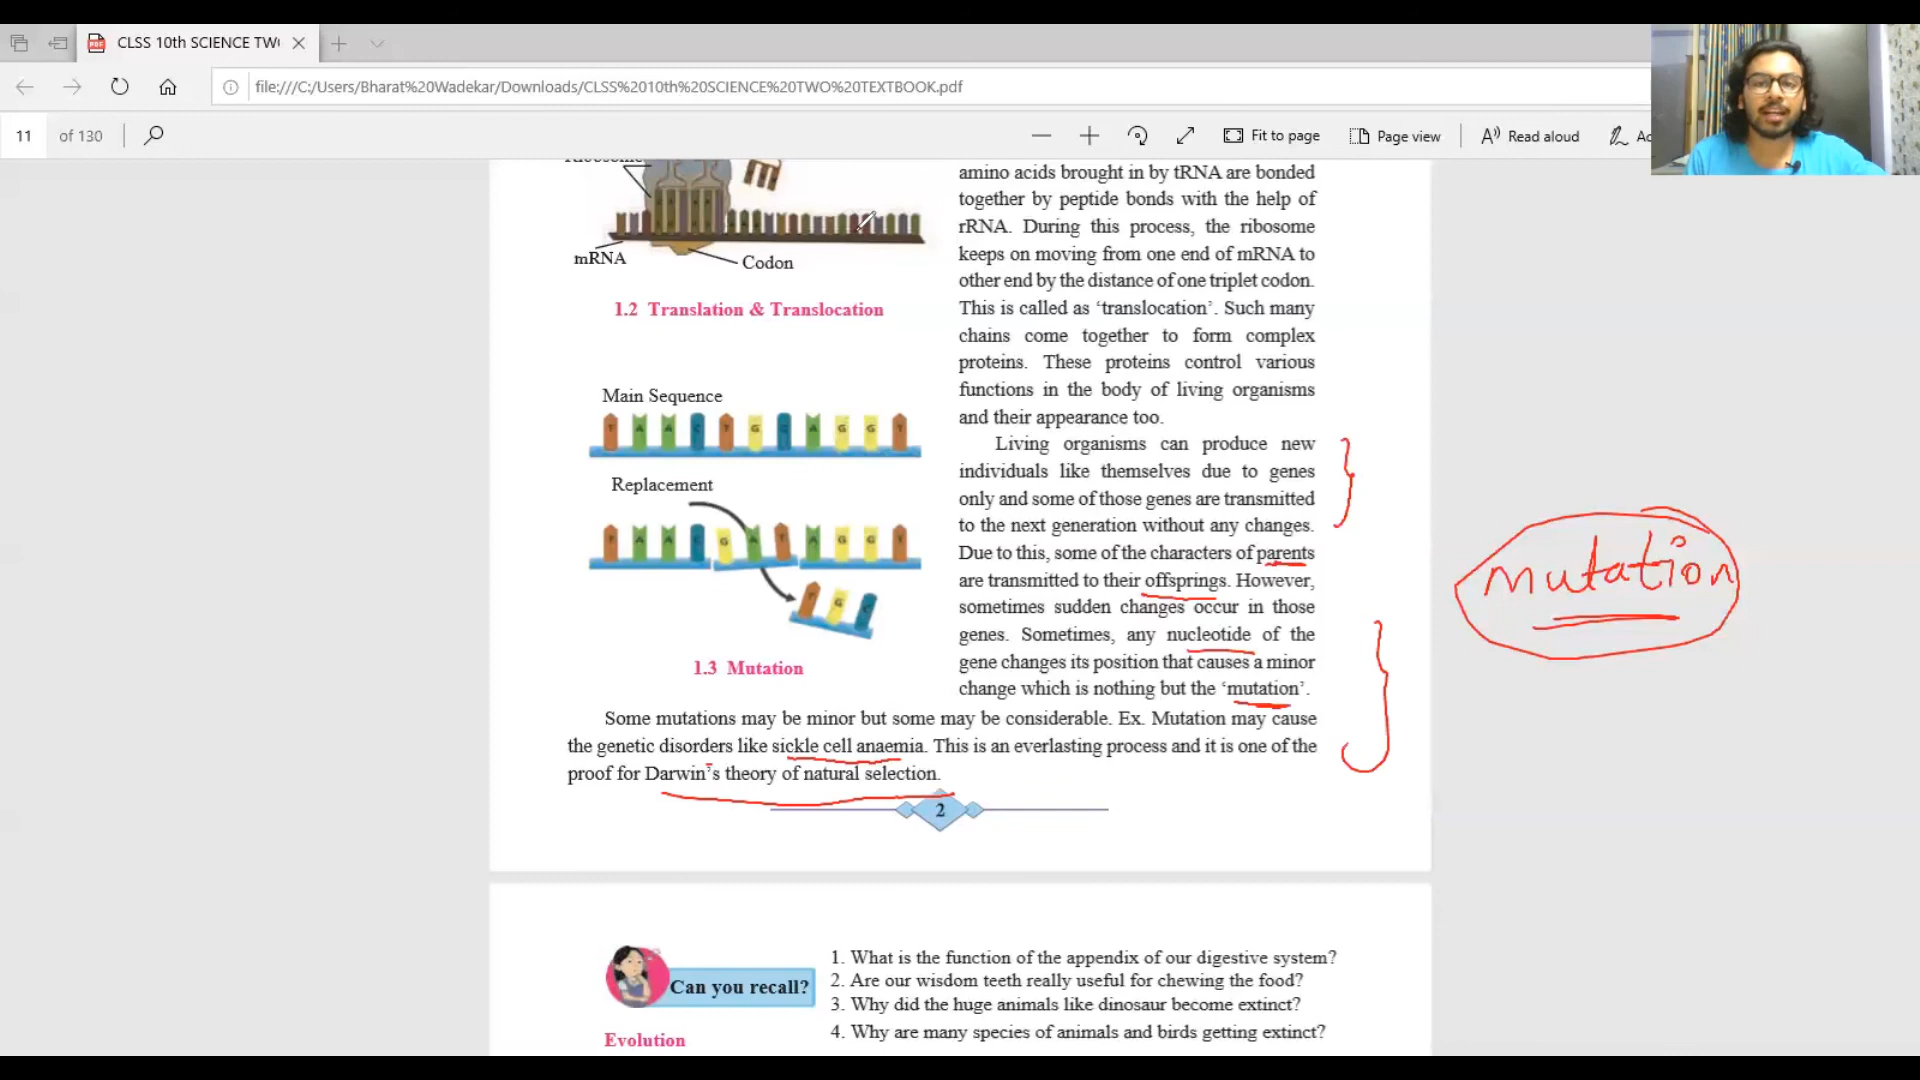 CLSS 10th SCIENCE TW
file:///C:/Users/Bharat%20Wadekar/Downloads/CLSS%2010th%20SCIENCE%20TWO%20TEXTBOOK.pdf
11 of 130
Fit to page
Page view
Read aloud
mRNA
Codon
1.2 Translation & Translocation
Main Sequence
T A A C T G C A G G T
Replacement
T A A C G A T A G G T
T G C
1.3 Mutation
amino acids brought in by tRNA are bonded
together by peptide bonds with the help of
rRNA. During this process, the ribosome
keeps on moving from one end of mRNA to
other end by the distance of one triplet codon.
This is called as ‘translocation’. Such many
chains come together to form complex
proteins. These proteins control various
functions in the body of living organisms
and their appearance too.
Living organisms can produce new
individuals like themselves due to genes
only and some of those genes are transmitted
to the next generation without any changes.
Due to this, some of the characters of parents
are transmitted to their offsprings. However,
sometimes sudden changes occur in those
genes. Sometimes, any nucleotide of the
gene changes its position that causes a minor
change which is nothing but the ‘mutation’.
Some mutations may be minor but some may be considerable. Ex. Mutation may cause
the genetic disorders like sickle cell anaemia. This is an everlasting process and it is one of the
proof for Darwin’s theory of natural selection.
mutation
2
Can you recall?
1. What is the function of the appendix of our digestive system?
2. Are our wisdom teeth really useful for chewing the food?
3. Why did the huge animals like dinosaur become extinct?
4. Why are many species of animals and birds getting extinct?
Evolution